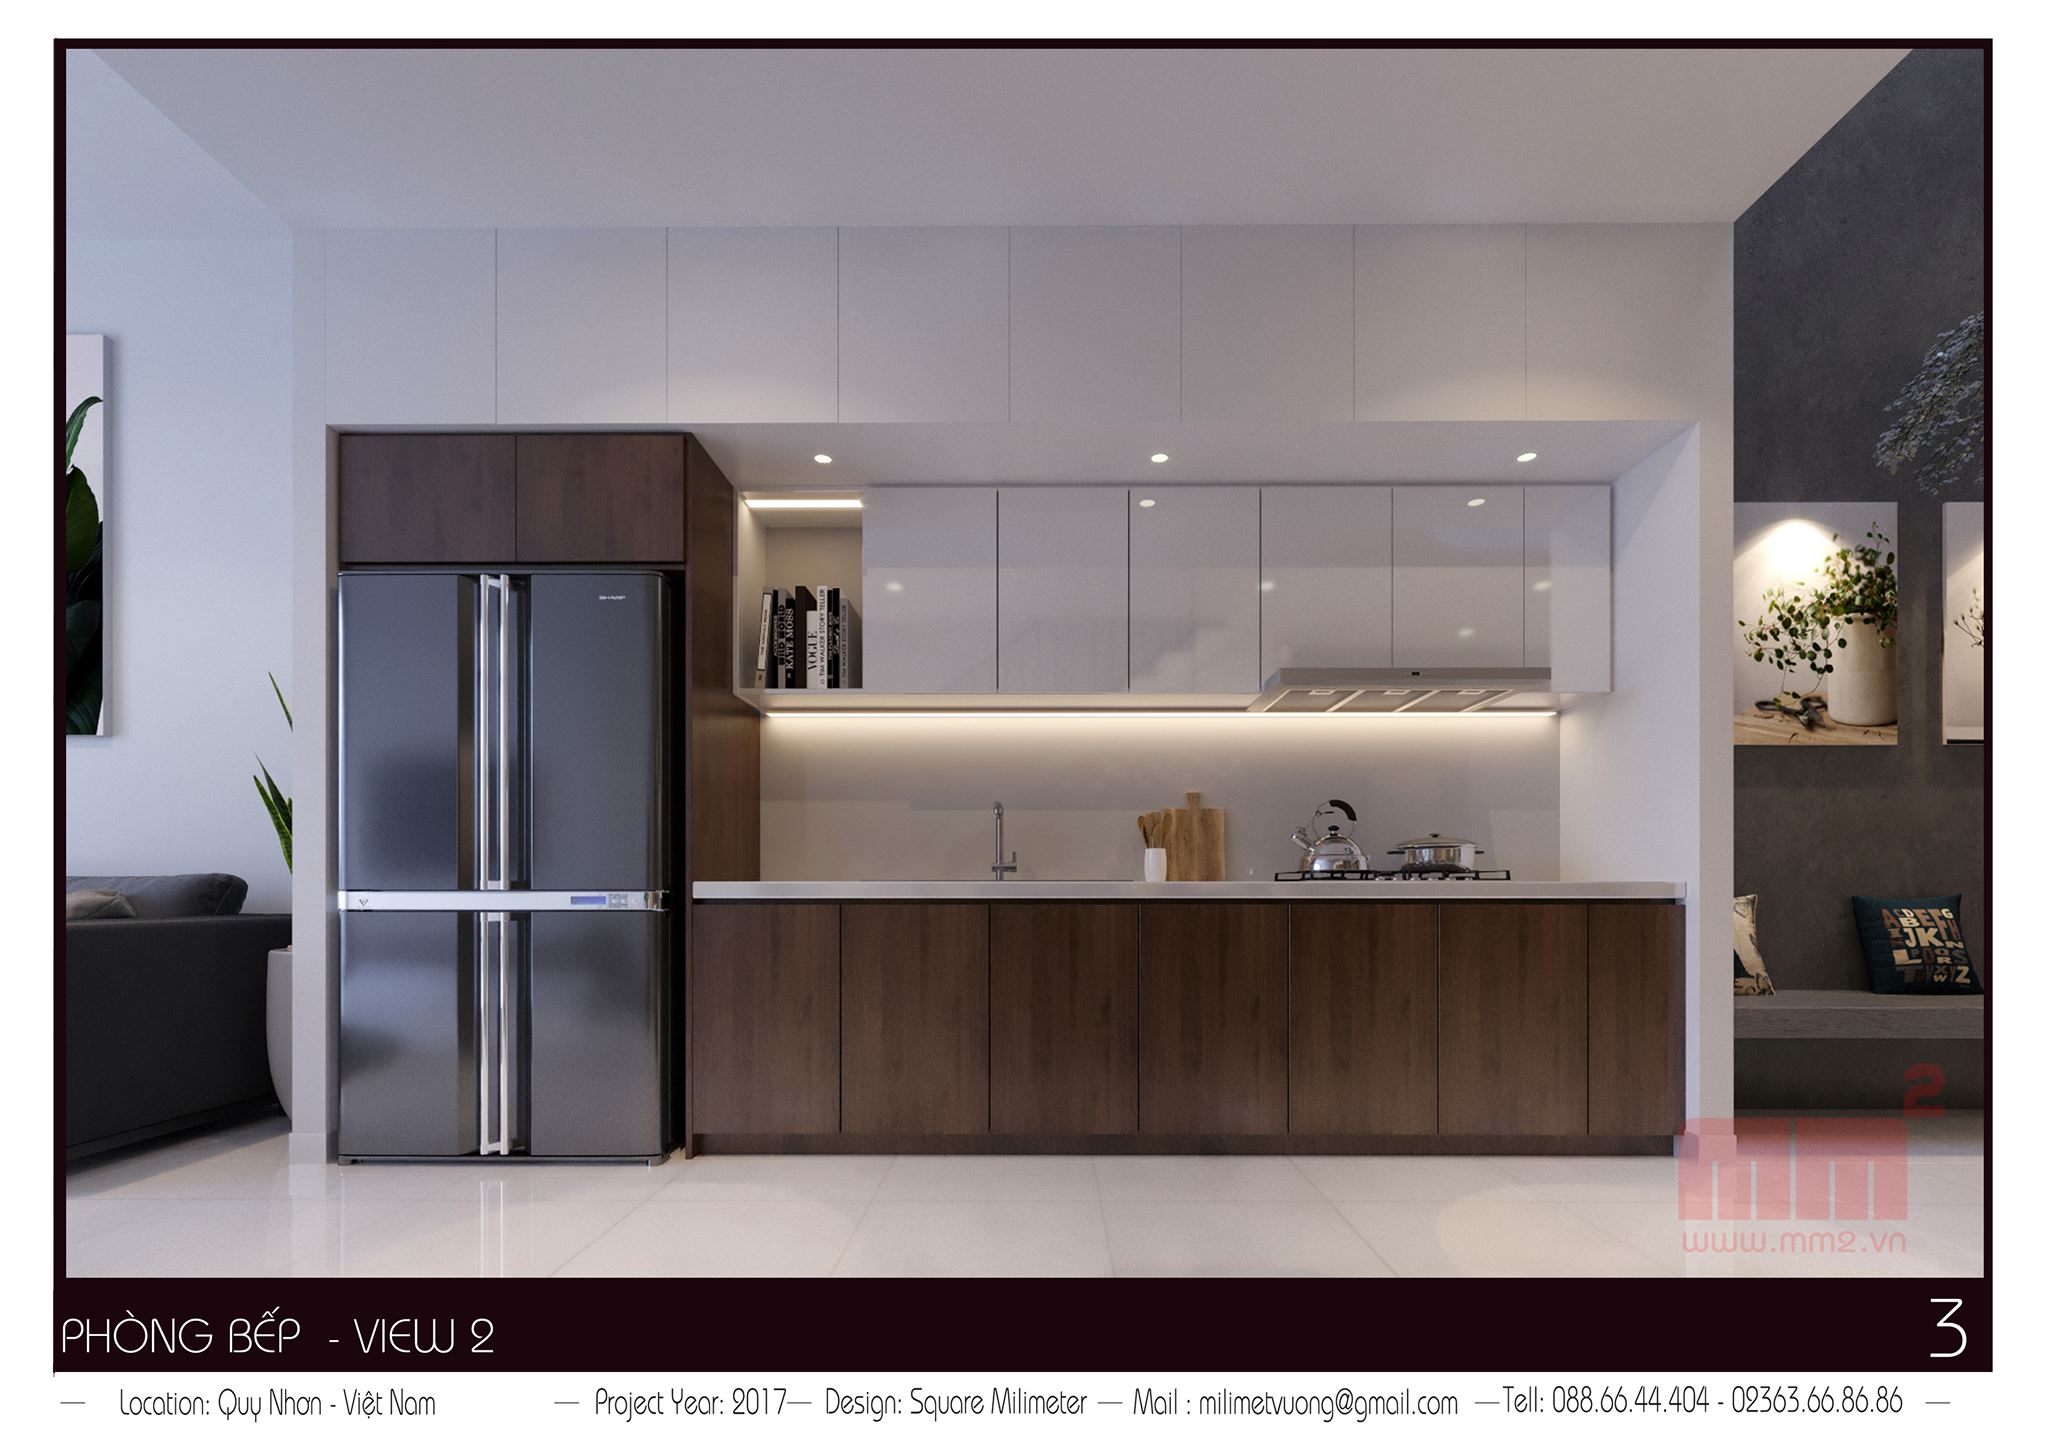 SHARP
KATE MOSS
VOGUE
TIM WALKER STORY TELLER
TIM WALKER STORY TELLER
www.mm2.vn
mm2
PHÒNG BẾP - VIEW 2
3
— Location: Quy Nhơn - Việt Nam — Project Year: 2017— Design: Square Milimeter — Mail : milimetvuong@gmail.com —Tell: 088.66.44.404 - 02363.66.86.86 —